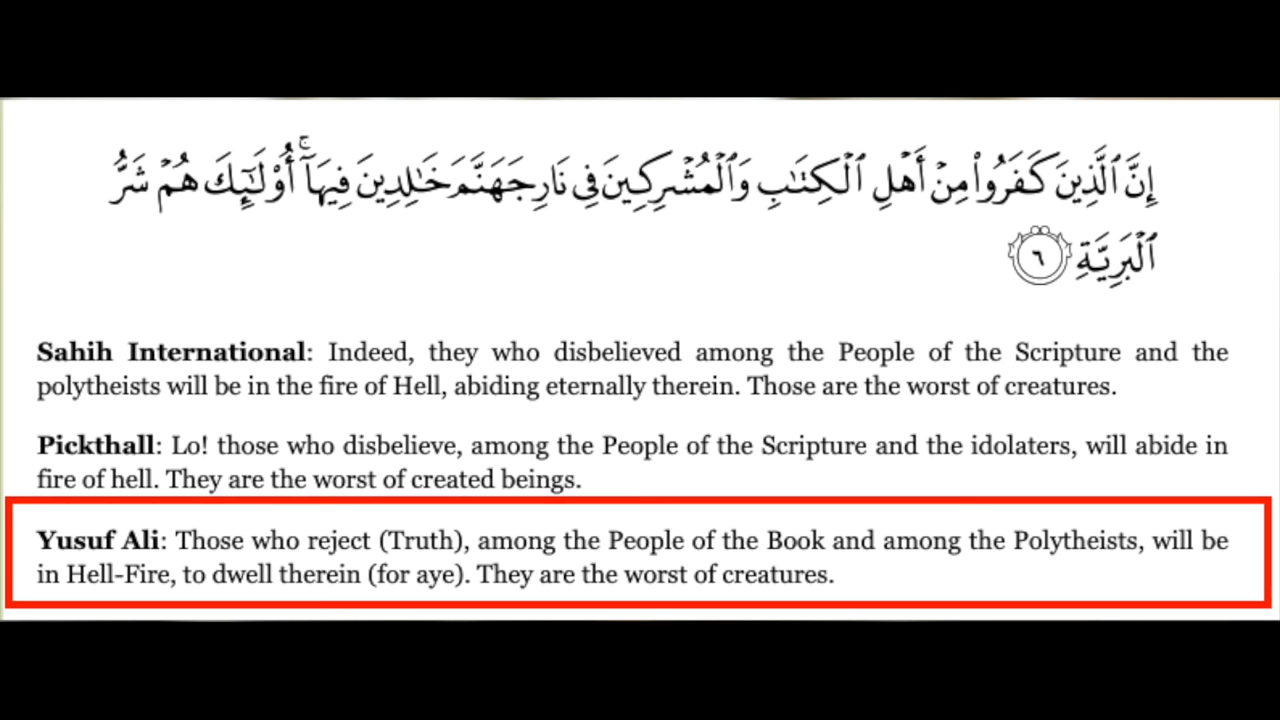 إِنَّ ٱلَّذِينَ كَفَرُوا۟ مِنْ أَهْلِ ٱلْكِتَـٰبِ وَٱلْمُشْرِكِينَ فِى نَارِ جَهَنَّمَ خَـٰلِدِينَ فِيهَآ ۚ أُو۟لَـٰٓئِكَ هُمْ شَرُّ
ٱلْبَرِيَّةِ ٦
Sahih International: Indeed, they who disbelieved among the People of the Scripture and the
polytheists will be in the fire of Hell, abiding eternally therein. Those are the worst of creatures.
Pickthall: Lo! those who disbelieve, among the People of the Scripture and the idolaters, will abide in
fire of hell. They are the worst of created beings.
Yusuf Ali: Those who reject (Truth), among the People of the Book and among the Polytheists, will be
in Hell-Fire, to dwell therein (for aye). They are the worst of creatures.